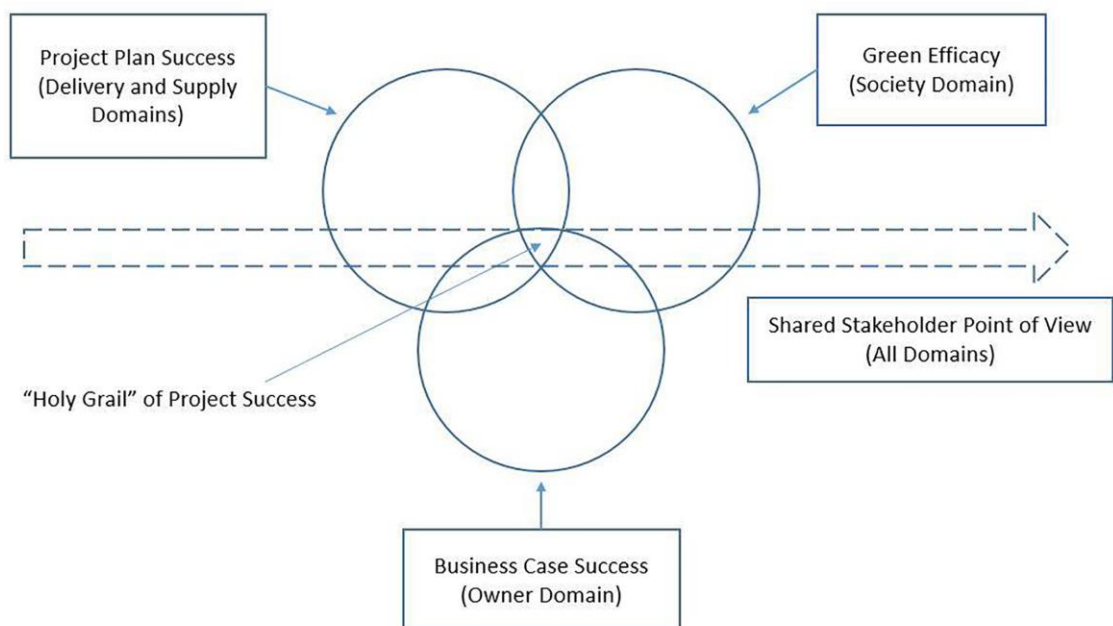 Project Plan Success
(Delivery and Supply
Domains)
Green Efficacy
(Society Domain)
Shared Stakeholder Point of View
(All Domains)
“Holy Grail” of Project Success
Business Case Success
(Owner Domain)